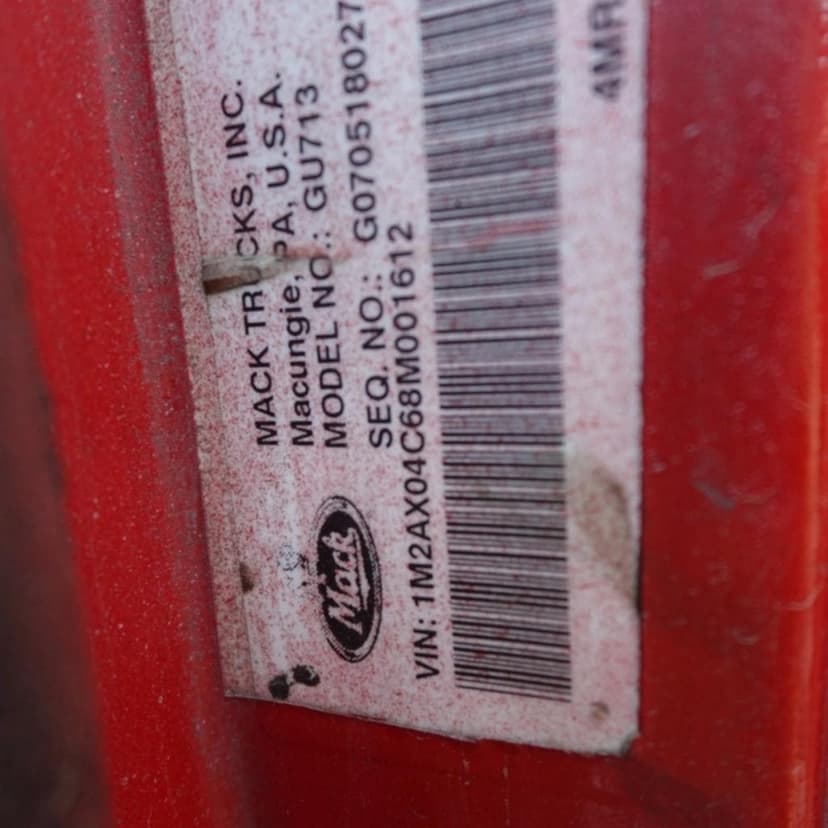 MACK TRUCKS, INC.
Macungie, PA, U.S.A.
MODEL NO.: GU713
SEQ. NO.: G070518027
Mack
VIN: 1M2AX04C68M001612
4MR